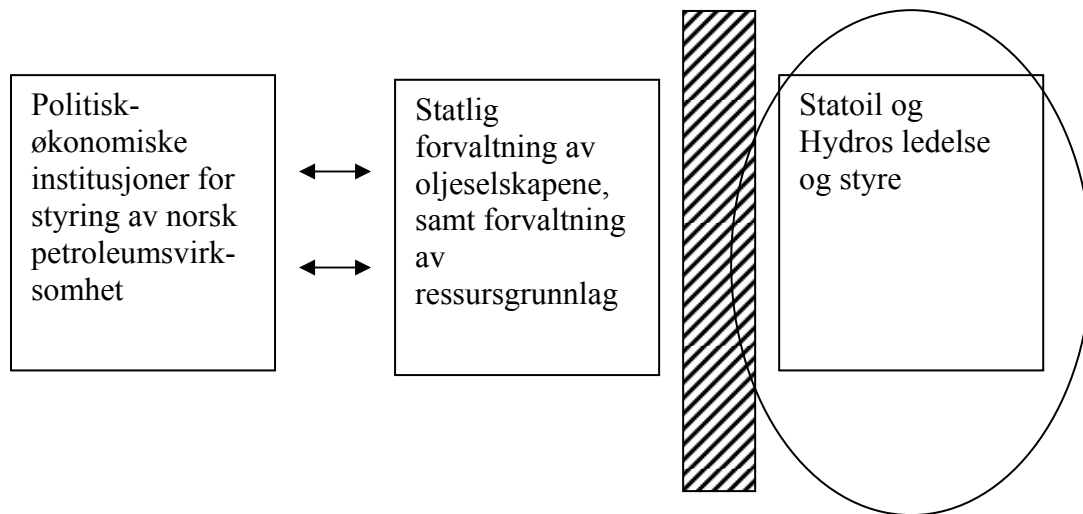 Politisk-
økonomiske
institusjoner for
styring av norsk
petroleumsvirk-
somhet
Statlig
forvaltning av
oljeselskapene,
samt forvaltning
av
ressursgrunnlag
Statoil og
Hydros ledelse
og styre